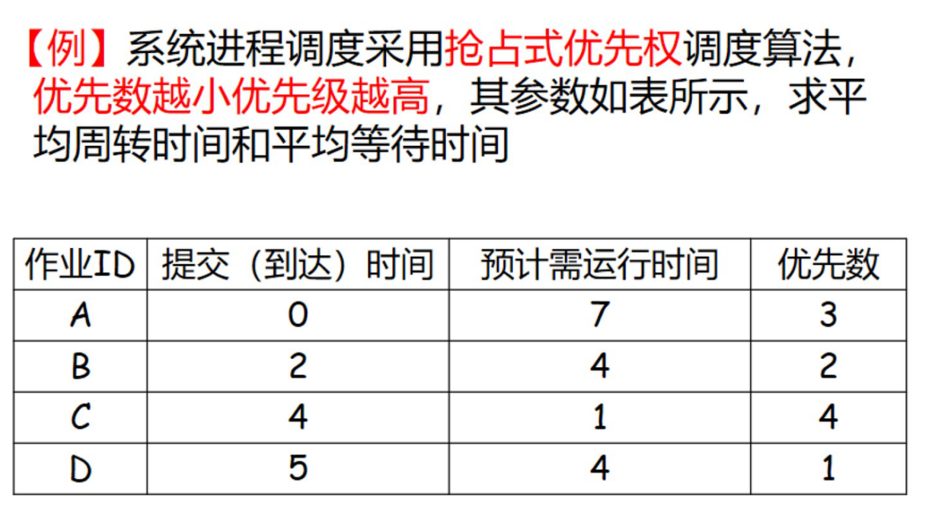 【例】系统进程调度采用抢占式优先权调度算法，
优先数越小优先级越高，其参数如表所示，求平
均周转时间和平均等待时间
作业ID 提交（到达）时间 预计需运行时间 优先数
A 0 7 3
B 2 4 2
C 4 1 4
D 5 4 1